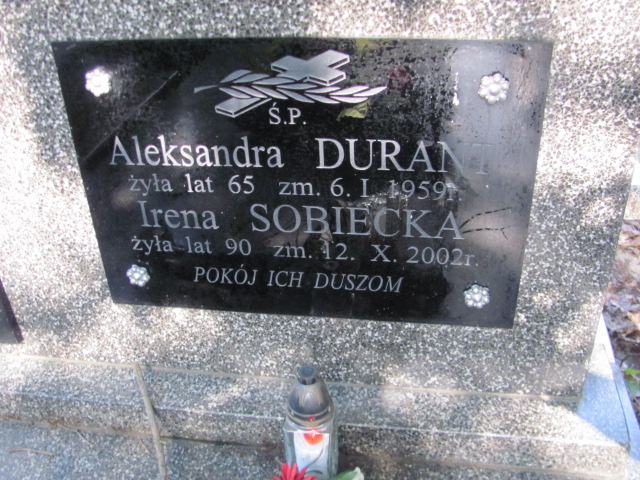 Ś.P.
Aleksandra DURANT
żyła lat 65 zm. 6. I. 1959r.
Irena SOBIECKA
żyła lat 90 zm. 12. X. 2002r.
POKÓJ ICH DUSZOM